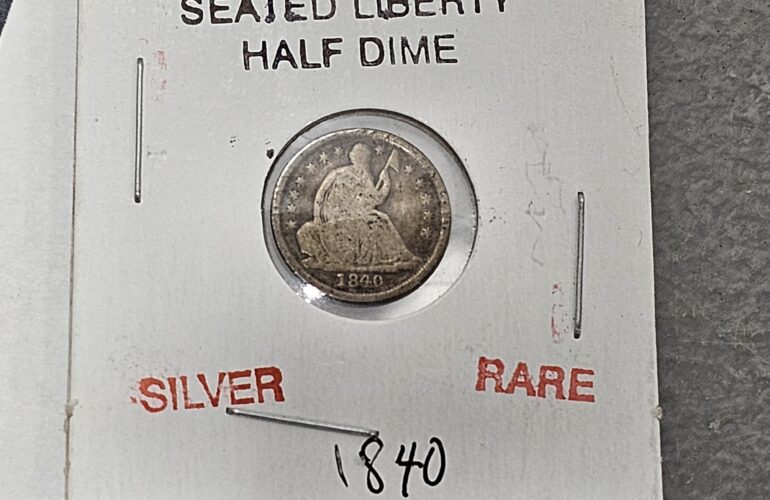 SEATED LIBERTY
HALF DIME
1840
SILVER
RARE
1840